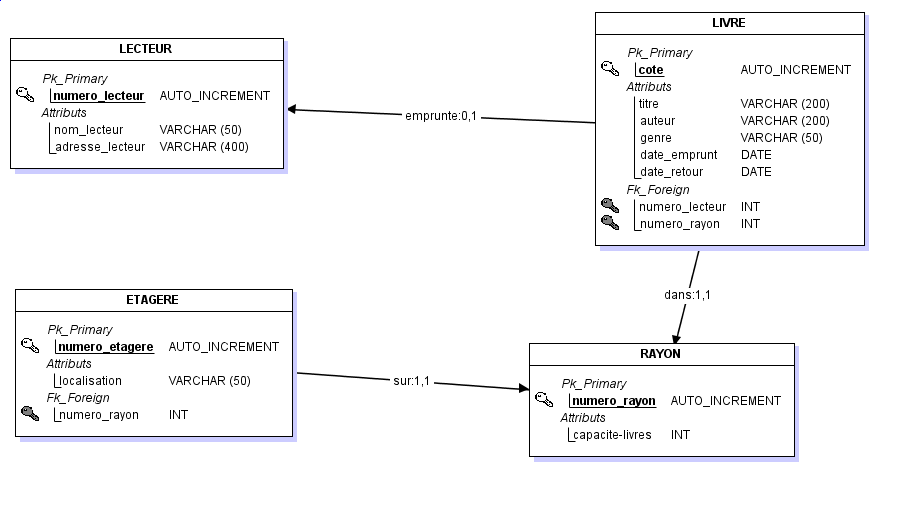 LECTEUR
Pk_Primary
numero_lecteur AUTO_INCREMENT
Attributs
nom_lecteur VARCHAR (50)
adresse_lecteur VARCHAR (400)
emprunte:0,1
LIVRE
Pk_Primary
cote AUTO_INCREMENT
Attributs
titre VARCHAR (200)
auteur VARCHAR (200)
genre VARCHAR (50)
date_emprunt DATE
date_retour DATE
Fk_Foreign
numero_lecteur INT
numero_rayon INT
dans:1,1
ETAGERE
Pk_Primary
numero_etagere AUTO_INCREMENT
Attributs
localisation VARCHAR (50)
Fk_Foreign
numero_rayon INT
sur:1,1
RAYON
Pk_Primary
numero_rayon AUTO_INCREMENT
Attributs
capacite-livres INT